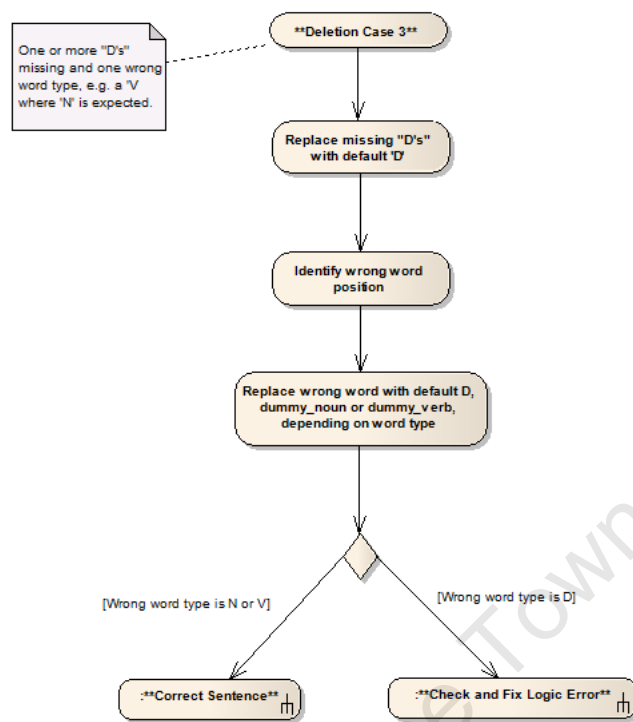 **Deletion Case 3**
One or more "D's"
missing and one wrong
word type, e.g. a 'V
where 'N' is expected.
Replace missing "D's"
with default 'D'
Identify wrong word
position
Replace wrong word with default D,
dummy_noun or dummy_verb,
depending on word type
[Wrong word type is N or V]
[Wrong word type is D]
:**Correct Sentence**
:**Check and Fix Logic Error**
e Town